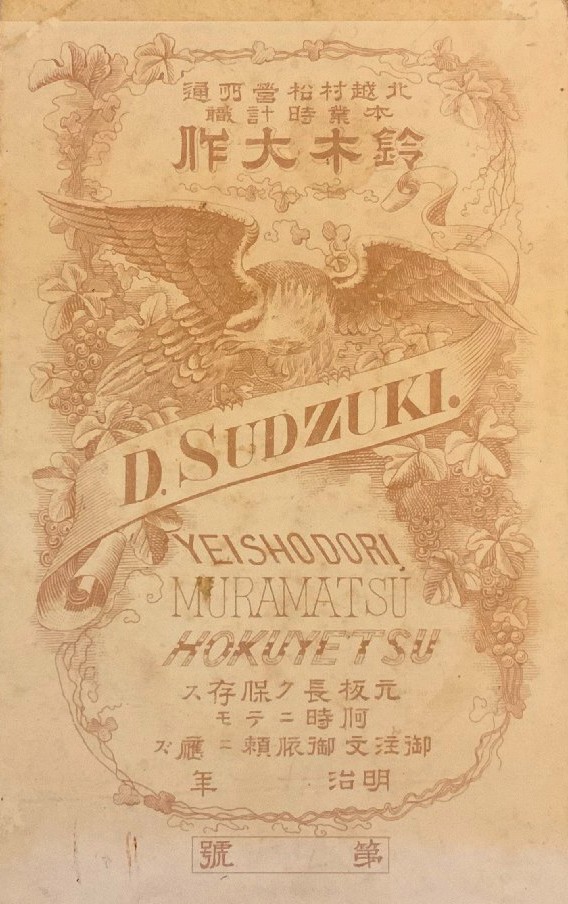 北越村松營所通
本業時計職
鈴木大作
D. SUDZUKI.
YEISHODORI,
MURAMATSU
HOKUYETSU
元板長ク保存ス
何時ニテモ
御注文御依頼ニ應ズ
明治 年
第 號